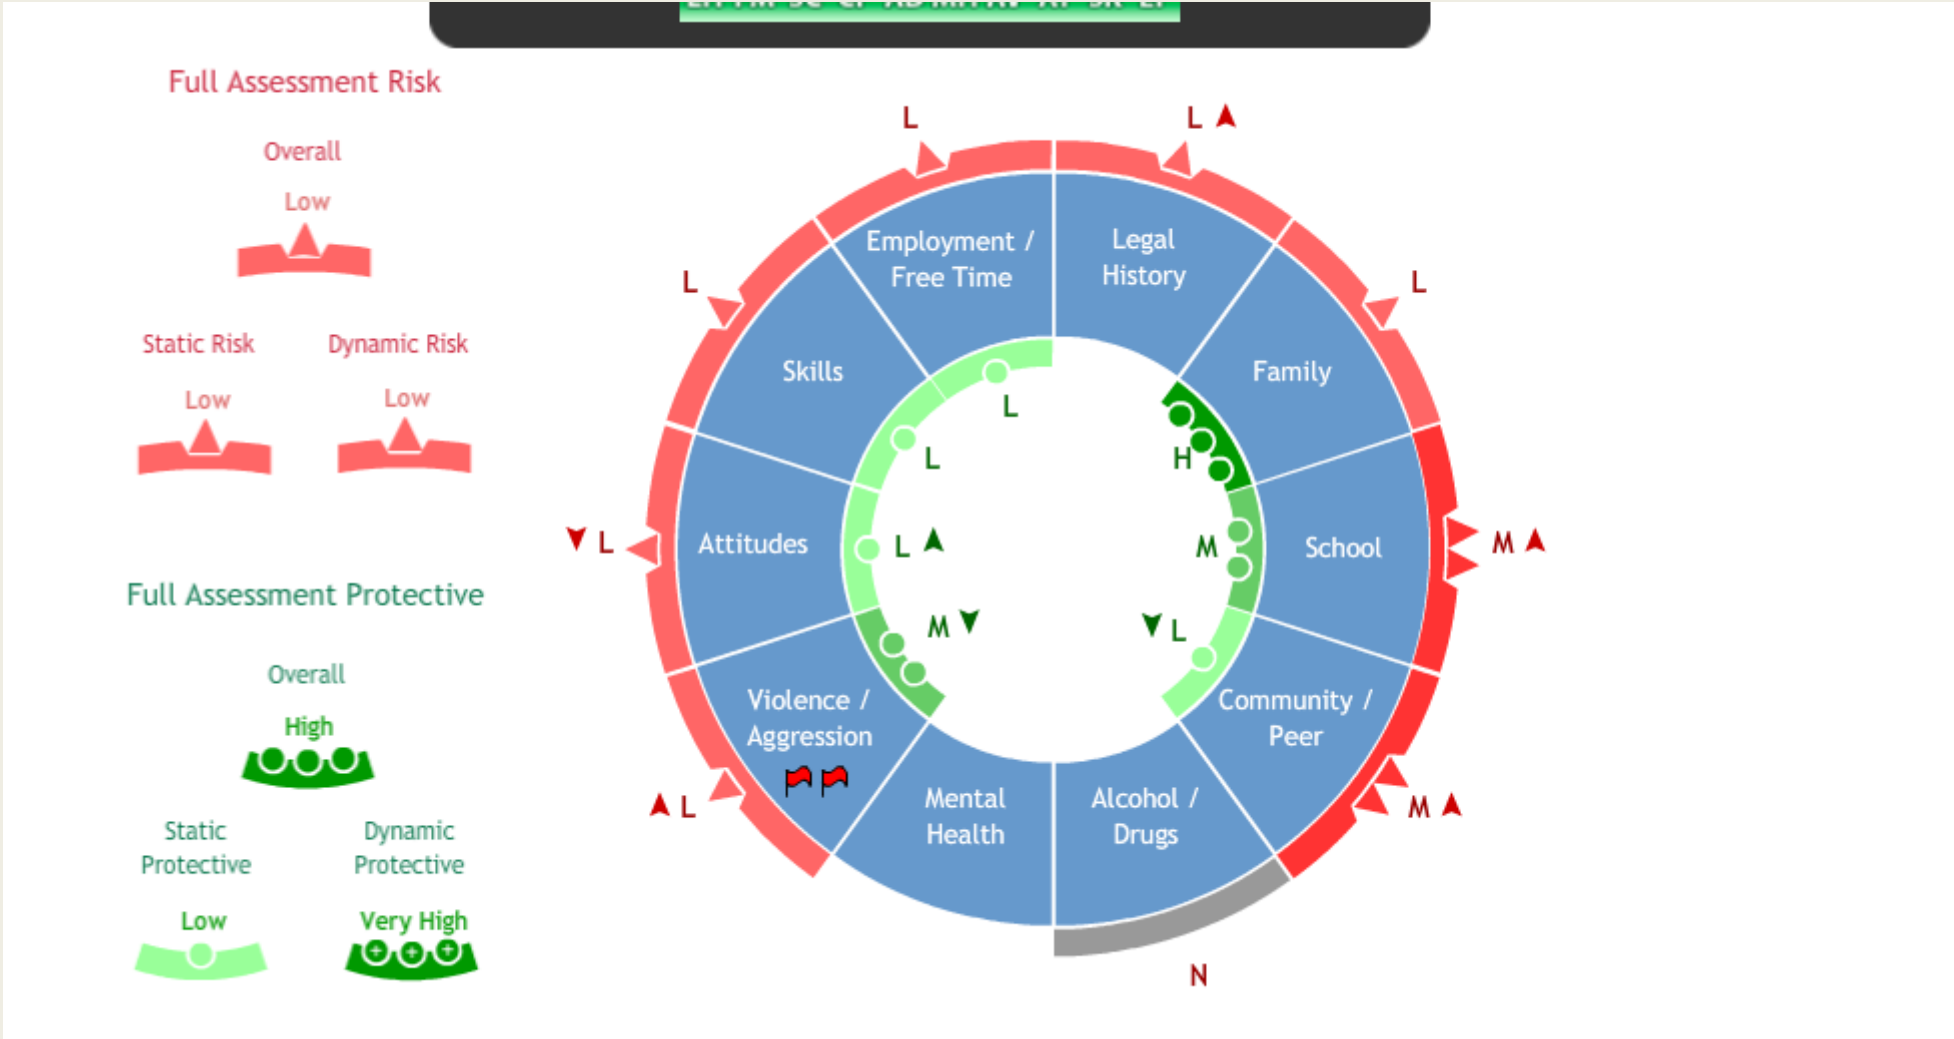 Full Assessment Risk
Overall
Low
Static Risk
Dynamic Risk
Low
Low
Full Assessment Protective
Overall
High
Static
Protective
Dynamic
Protective
Low
Very High
L
L
Employment /
Free Time
Legal
History
L
L
Skills
Family
L
L
H
L
Attitudes
L
M
School
M
M
L
Violence /
Aggression
Community /
Peer
L
Mental
Health
Alcohol /
Drugs
M
N